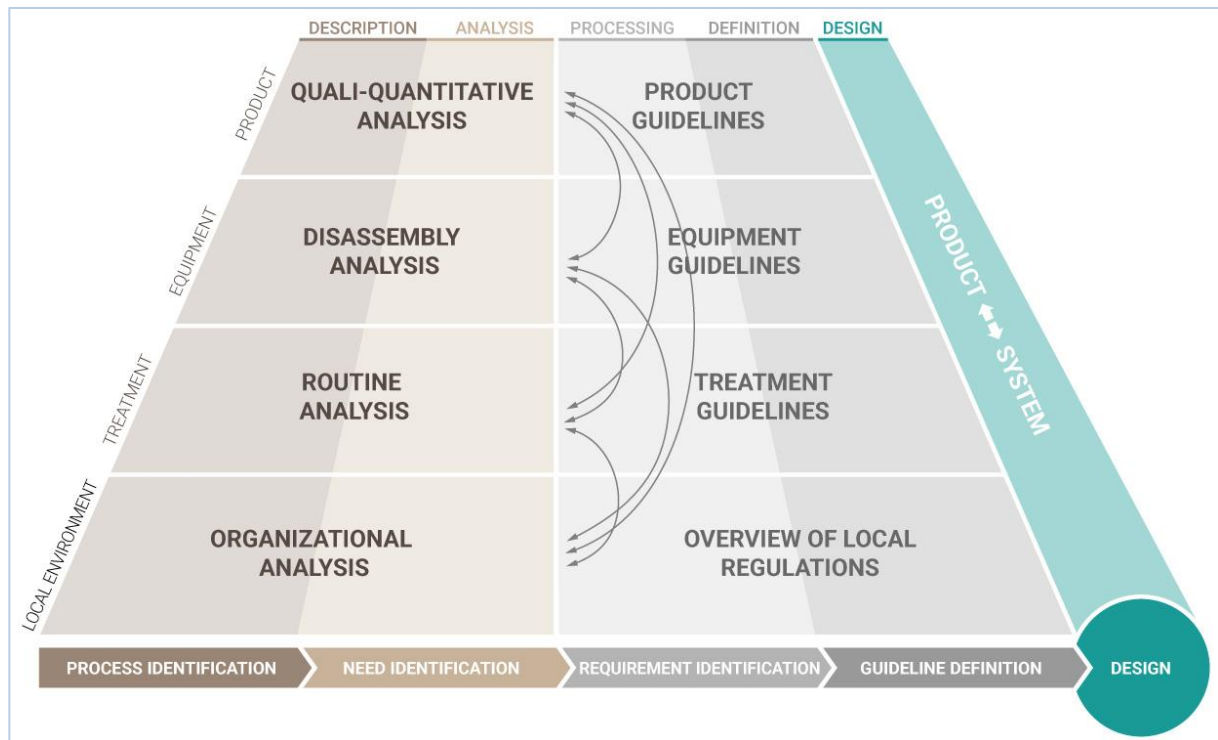 DESCRIPTION
ANALYSIS
PROCESSING
DEFINITION
DESIGN
PRODUCT
QUALI-QUANTITATIVE
ANALYSIS
PRODUCT
GUIDELINES
EQUIPMENT
DISASSEMBLY
ANALYSIS
EQUIPMENT
GUIDELINES
TREATMENT
ROUTINE
ANALYSIS
TREATMENT
GUIDELINES
LOCAL ENVIRONMENT
ORGANIZATIONAL
ANALYSIS
OVERVIEW OF LOCAL
REGULATIONS
PRODUCT SYSTEM
PROCESS IDENTIFICATION
NEED IDENTIFICATION
REQUIREMENT IDENTIFICATION
GUIDELINE DEFINITION
DESIGN